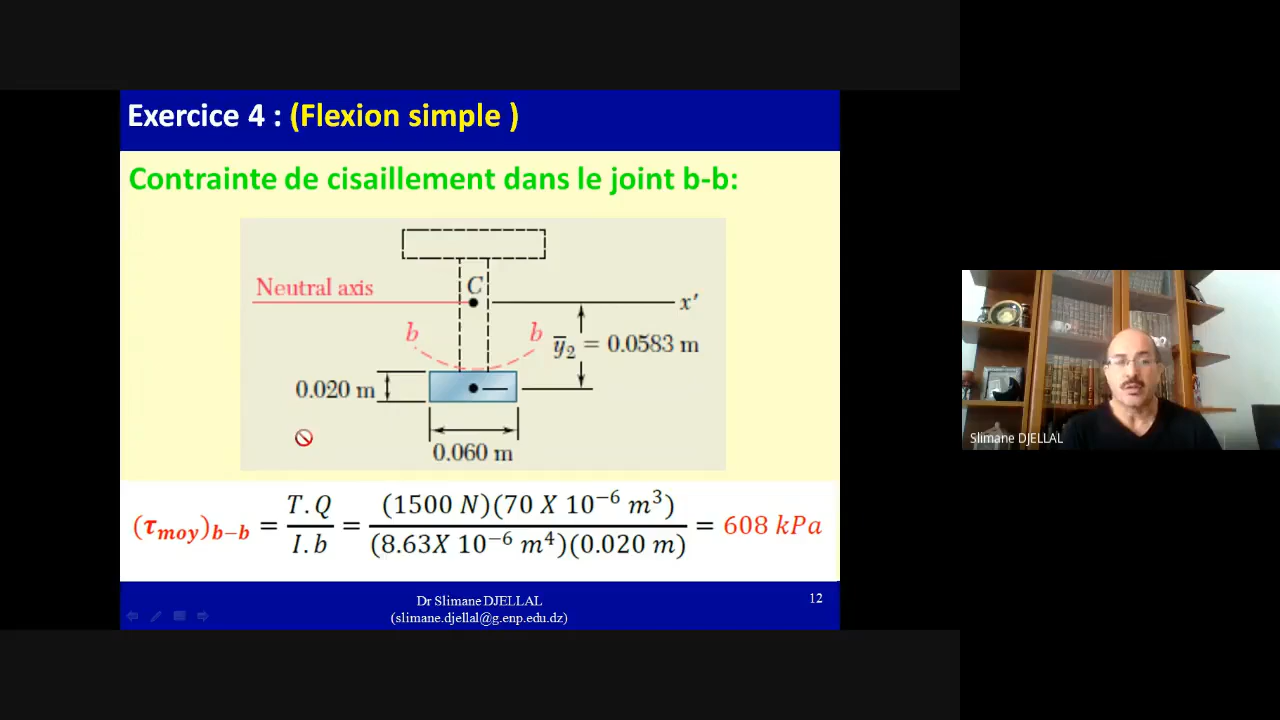 Exercice 4 : (Flexion simple )
Contrainte de cisaillement dans le joint b-b:
Neutral axis
C
x′
b
b
y̅₂ = 0.0583 m
0.020 m
0.060 m
(τₘₒᵧ)b−b = T.Q / I.b = (1500 N)(70 X 10⁻⁶ m³) / (8.63X 10⁻⁶ m⁴)(0.020 m) = 608 kPa
Dr Slimane DJELLAL
(slimane.djellal@g.enp.edu.dz)
12
Slimane DJELLAL